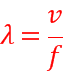 λ = v/f